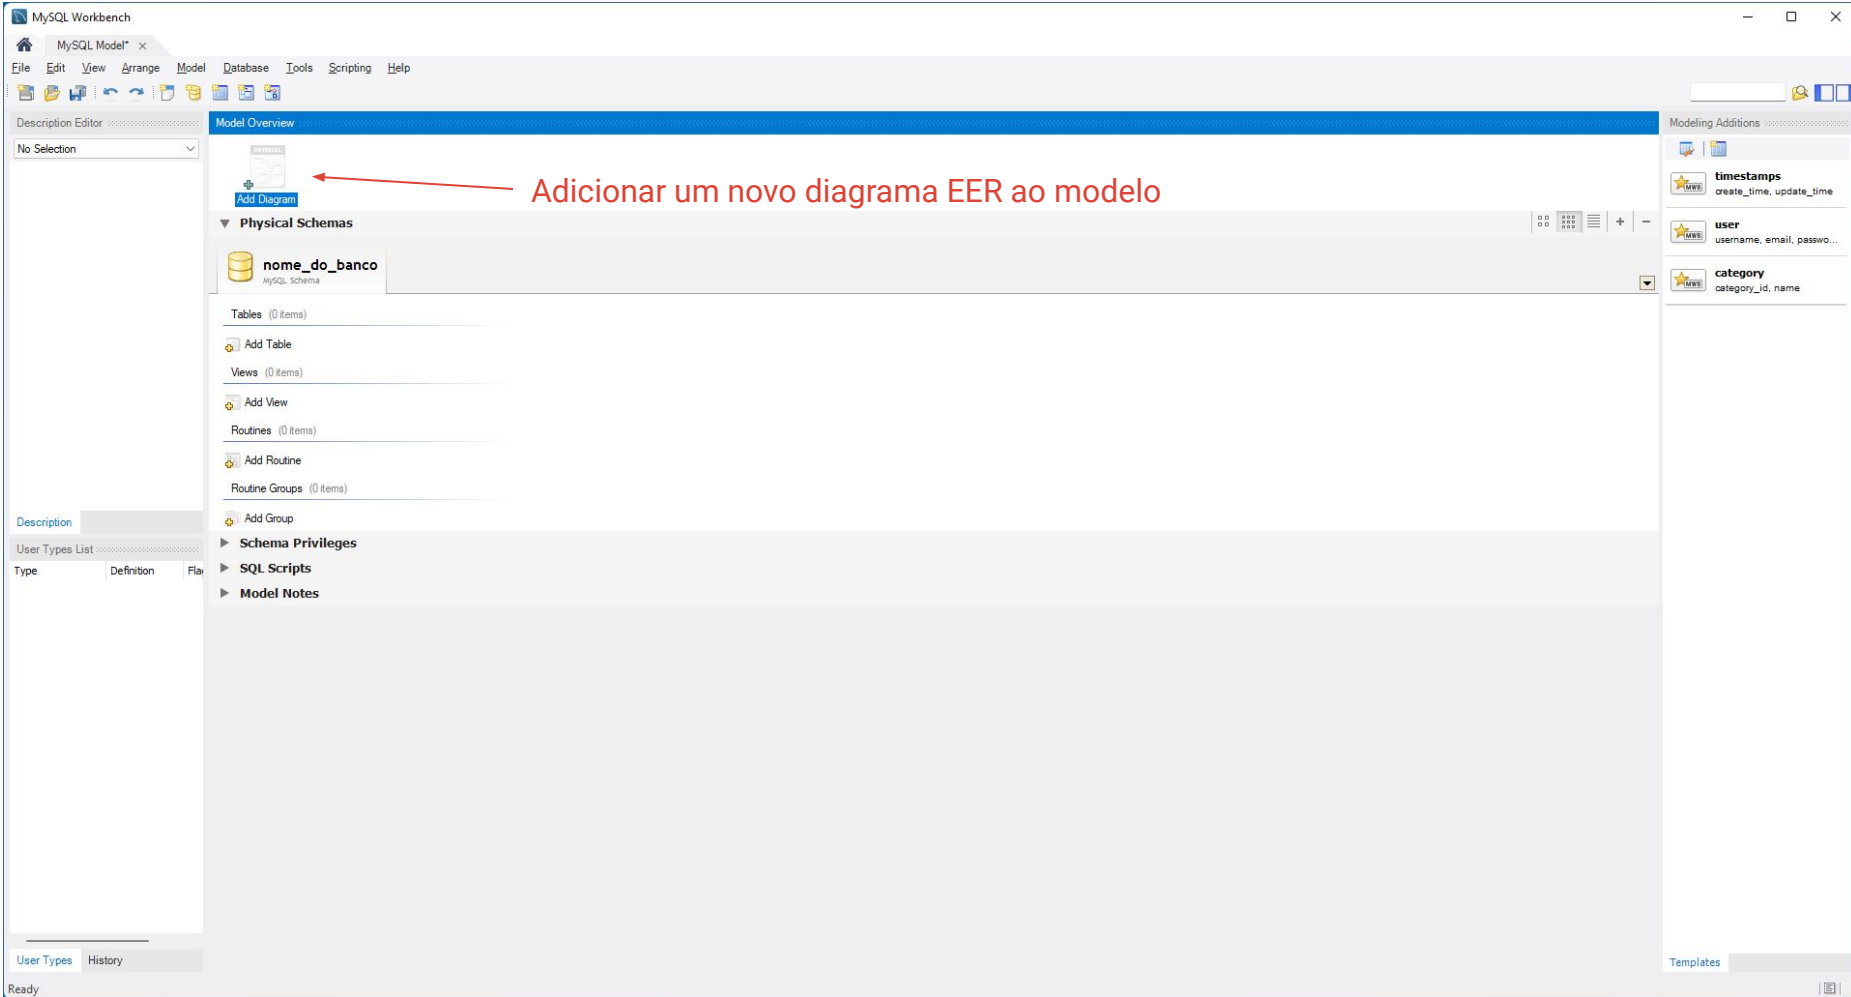 MySQL Workbench
MySQL Model*
File Edit View Arrange Model Database Tools Scripting Help
Description Editor
No Selection
Description
User Types List
Type Definition Fla
User Types History
Ready
Model Overview
PHYSICAL
Add Diagram
Adicionar um novo diagrama EER ao modelo
Physical Schemas
nome_do_banco
MySQL Schema
Tables (0 items)
Add Table
Views (0 items)
Add View
Routines (0 items)
Add Routine
Routine Groups (0 items)
Add Group
Schema Privileges
SQL Scripts
Model Notes
Modeling Additions
MWB
timestamps
create_time, update_time
MWB
user
username, email, passwo...
MWB
category
category_id, name
Templates